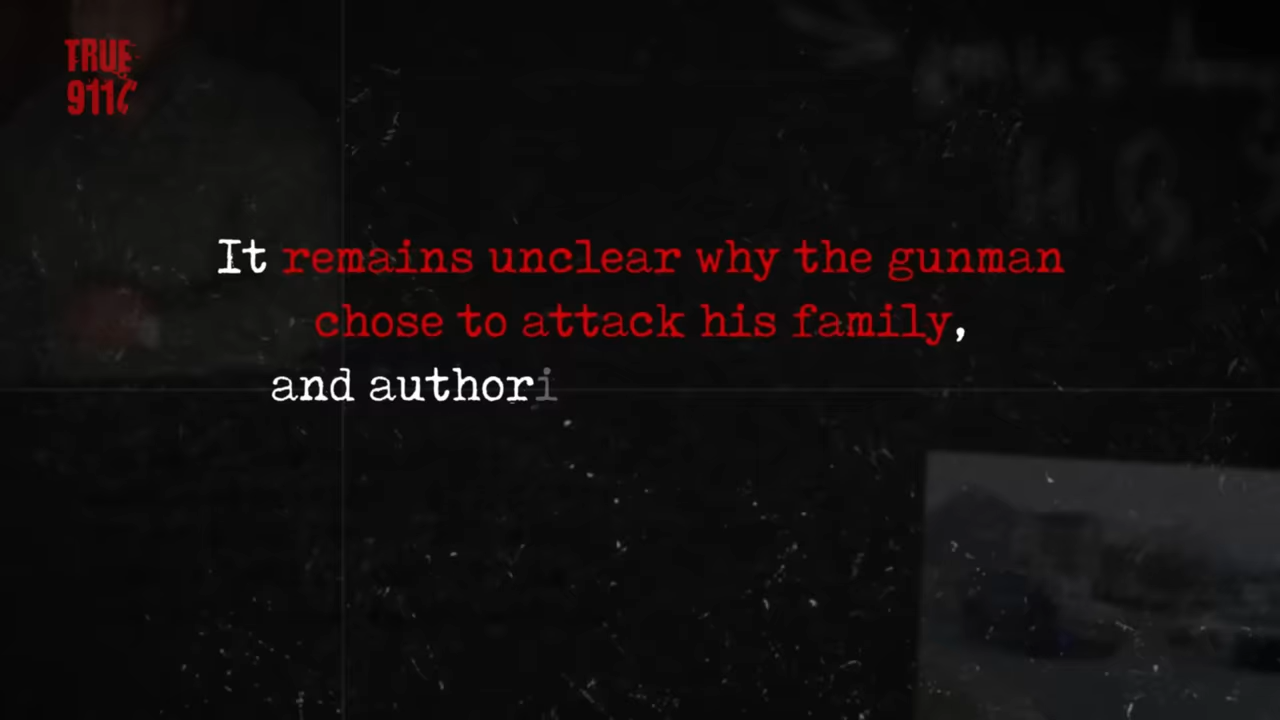 TRUE
911
It remains unclear why the gunman
chose to attack his family,
and authori